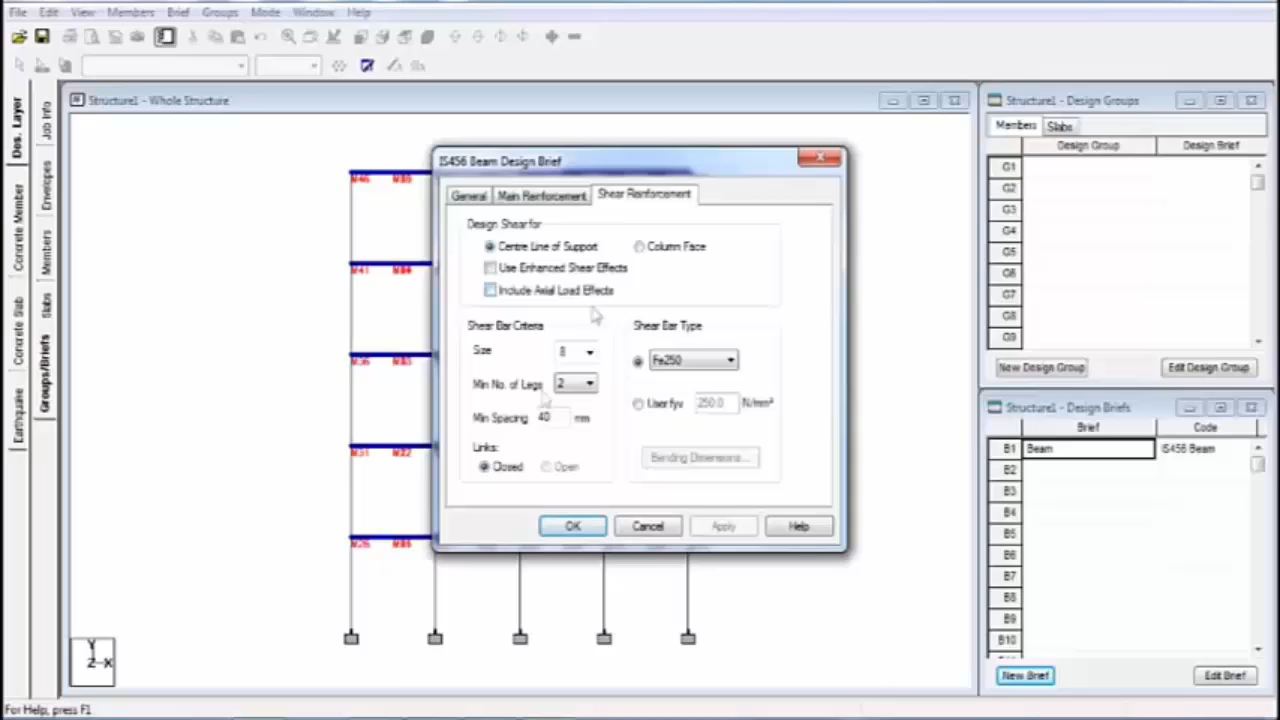 File Edit View Members Brief Groups Mode Window Help
Des. Layer
Concrete Member
Concrete Slab
Earthquake
Job Info
Envelopes
Members
Slabs
Groups/Briefs
Structure1 - Whole Structure
M46
M41
M36
M31 M32
M26
Y
Z-X
IS456 Beam Design Brief
General Main Reinforcement Shear Reinforcement
Design Shear for
Centre Line of Support Column Face
Use Enhanced Shear Effects
Include Axial Load Effects
Shear Bar Criteria
Size 8
Min No. of Legs 2
Min Spacing 40 mm
Links:
Closed Open
Shear Bar Type
Fe250
User fyv 250.0 N/mm²
Bending Dimensions...
OK Cancel Apply Help
Structure1 - Design Groups
Members Slabs
Design Group Design Brief
G1
G2
G3
G4
G5
G6
G7
G8
G9
New Design Group Edit Design Group
Structure1 - Design Briefs
Brief Code
B1 Beam IS456 Beam
B2
B3
B4
B5
B6
B7
B8
B9
B10
New Brief Edit Brief
For Help, press F1